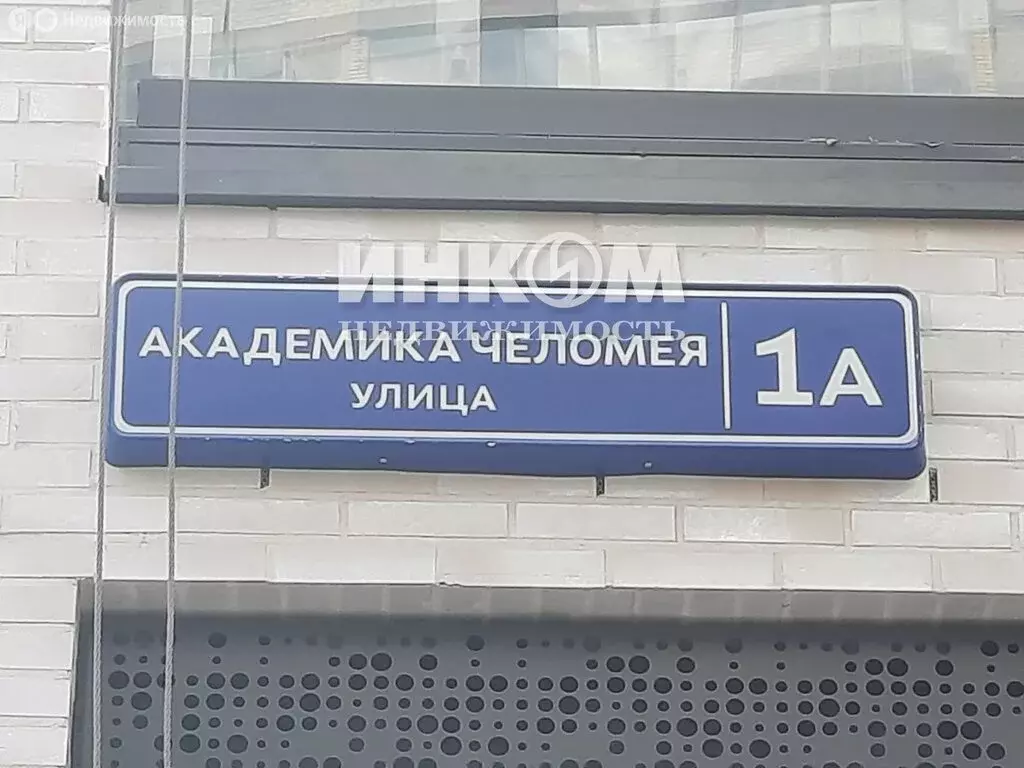 Недвижимость
ИНКОМ
НЕДВИЖИМОСТЬ
АКАДЕМИКА ЧЕЛОМЕЯ
УЛИЦА
1А